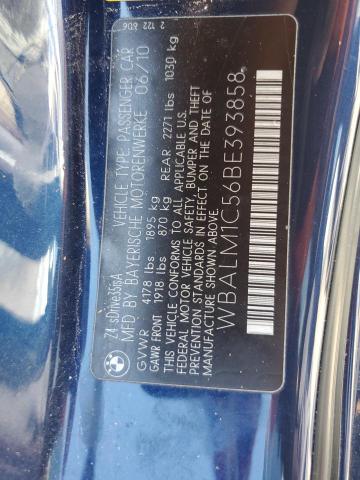 Z4 sDrive35isA
2 122 606
VEHICLE TYPE: PASSENGER CAR
MFD BY BAYERISCHE MOTORENWERKE 06/10
GVWR 4178 lbs 1895 kg
GAWR FRONT 1918 lbs 870 kg REAR 2271 lbs 1030 kg
THIS VEHICLE CONFORMS TO ALL APPLICABLE U.S.
FEDERAL MOTOR VEHICLE SAFETY, BUMPER AND THEFT
PREVENTION STANDARDS IN EFFECT ON THE DATE OF
MANUFACTURE SHOWN ABOVE.
WBALM1C56BE393858